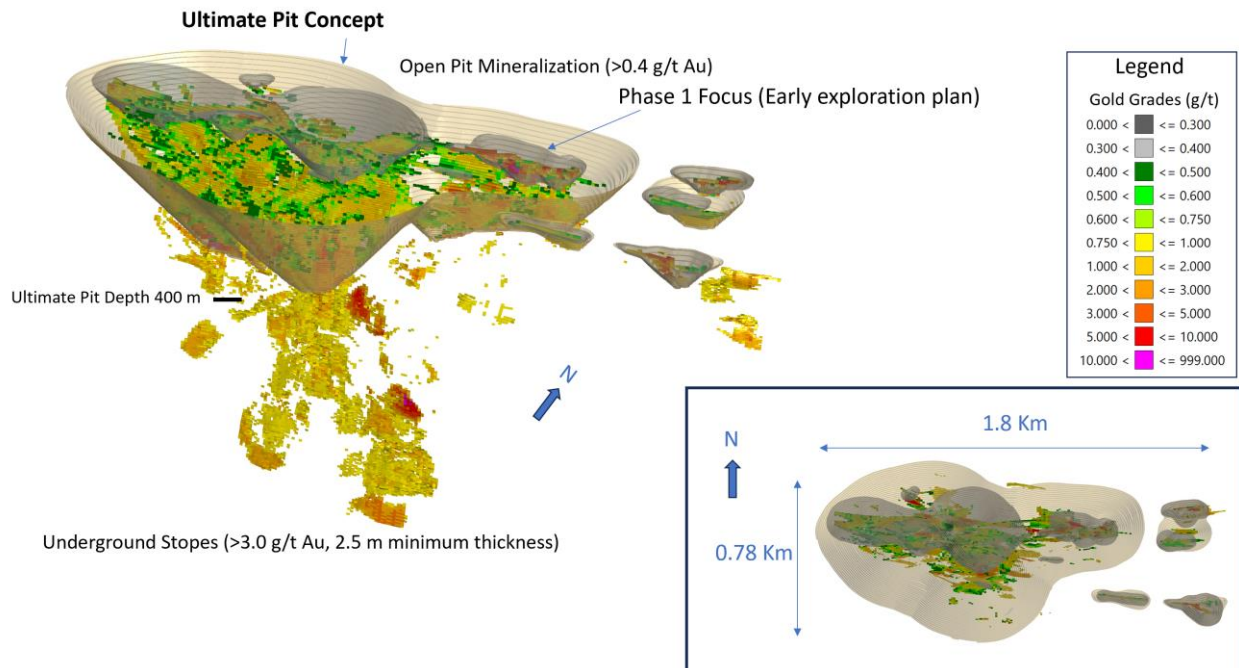 Ultimate Pit Concept
Open Pit Mineralization (>0.4 g/t Au)
Phase 1 Focus (Early exploration plan)
Ultimate Pit Depth 400 m
N
Underground Stopes (>3.0 g/t Au, 2.5 m minimum thickness)
Legend
Gold Grades (g/t)
0.000 < <= 0.300
0.300 < <= 0.400
0.400 < <= 0.500
0.500 < <= 0.600
0.600 < <= 0.750
0.750 < <= 1.000
1.000 < <= 2.000
2.000 < <= 3.000
3.000 < <= 5.000
5.000 < <= 10.000
10.000 < <= 999.000
1.8 Km
N
0.78 Km